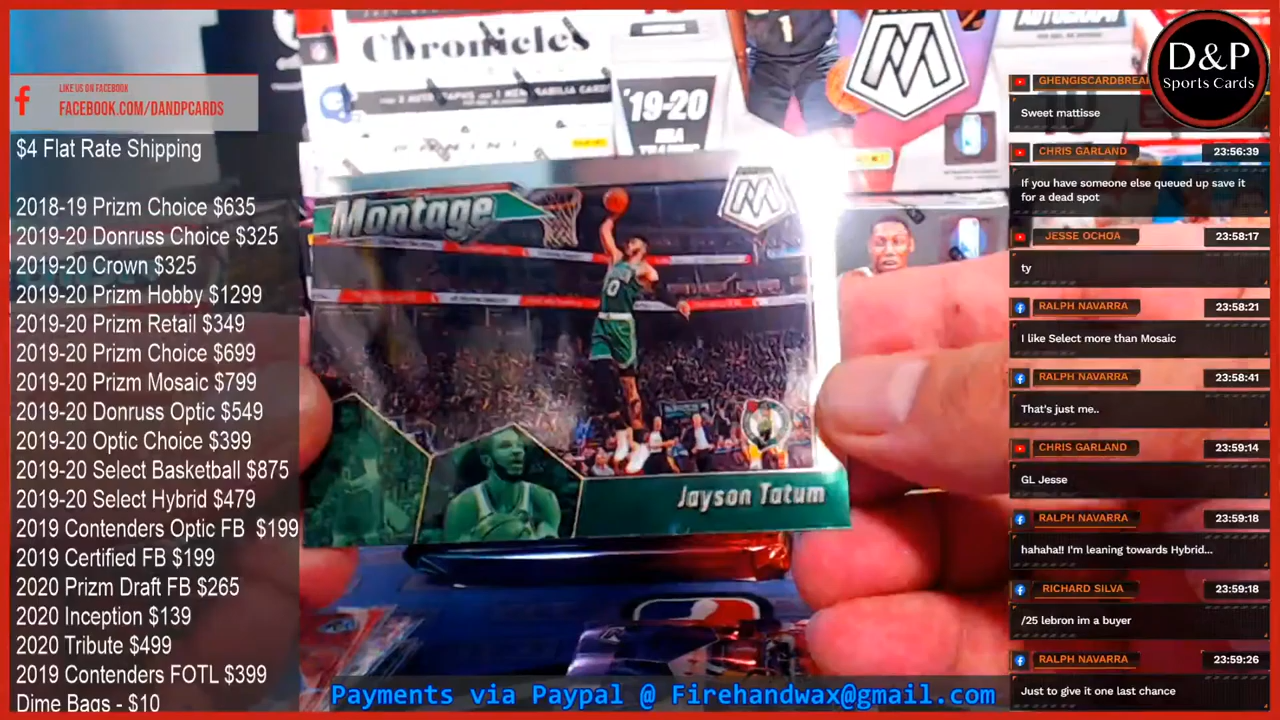 LIKE US ON FACEBOOK
FACEBOOK.COM/DANDPCARDS
$4 Flat Rate Shipping
2018-19 Prizm Choice $635
2019-20 Donruss Choice $325
2019-20 Crown $325
2019-20 Prizm Hobby $1299
2019-20 Prizm Retail $349
2019-20 Prizm Choice $699
2019-20 Prizm Mosaic $799
2019-20 Donruss Optic $549
2019-20 Optic Choice $399
2019-20 Select Basketball $875
2019-20 Select Hybrid $479
2019 Contenders Optic FB $199
2019 Certified FB $199
2020 Prizm Draft FB $265
2020 Inception $139
2020 Tribute $499
2019 Contenders FOTL $399
Dime Bags - $10
Chronicles
'19-20
AUTOGRAPH
M
Montage
M
0
Jayson Tatum
Payments via Paypal @ Firehandwax@gmail.com
D&P
Sports Cards
GHENGISCARDBREA
Sweet mattisse
CHRIS GARLAND 23:56:39
If you have someone else queued up save it
for a dead spot
JESSE OCHOA 23:58:17
ty
RALPH NAVARRA 23:58:21
I like Select more than Mosaic
RALPH NAVARRA 23:58:41
That's just me..
CHRIS GARLAND 23:59:14
GL Jesse
RALPH NAVARRA 23:59:18
hahaha!! I'm leaning towards Hybrid...
RICHARD SILVA 23:59:18
/25 lebron im a buyer
RALPH NAVARRA 23:59:26
Just to give it one last chance